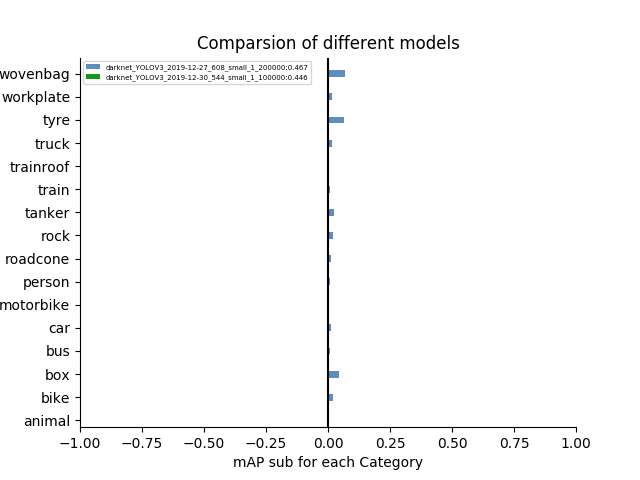 Comparsion of different models
darknet_YOLOV3_2019-12-27_608_small_1_200000:0.467
darknet_YOLOV3_2019-12-30_544_small_1_100000:0.446
wovenbag
workplate
tyre
truck
trainroof
train
tanker
rock
roadcone
person
motorbike
car
bus
box
bike
animal
−1.00 −0.75 −0.50 −0.25 0.00 0.25 0.50 0.75 1.00
mAP sub for each Category